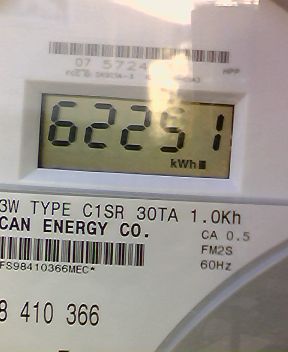 07 5724
HPP
62251
kWh
3W TYPE C1SR 30TA 1.0Kh
CAN ENERGY CO.
CA 0.5
FM2S
60Hz
FS98410366MEC*
8 410 366